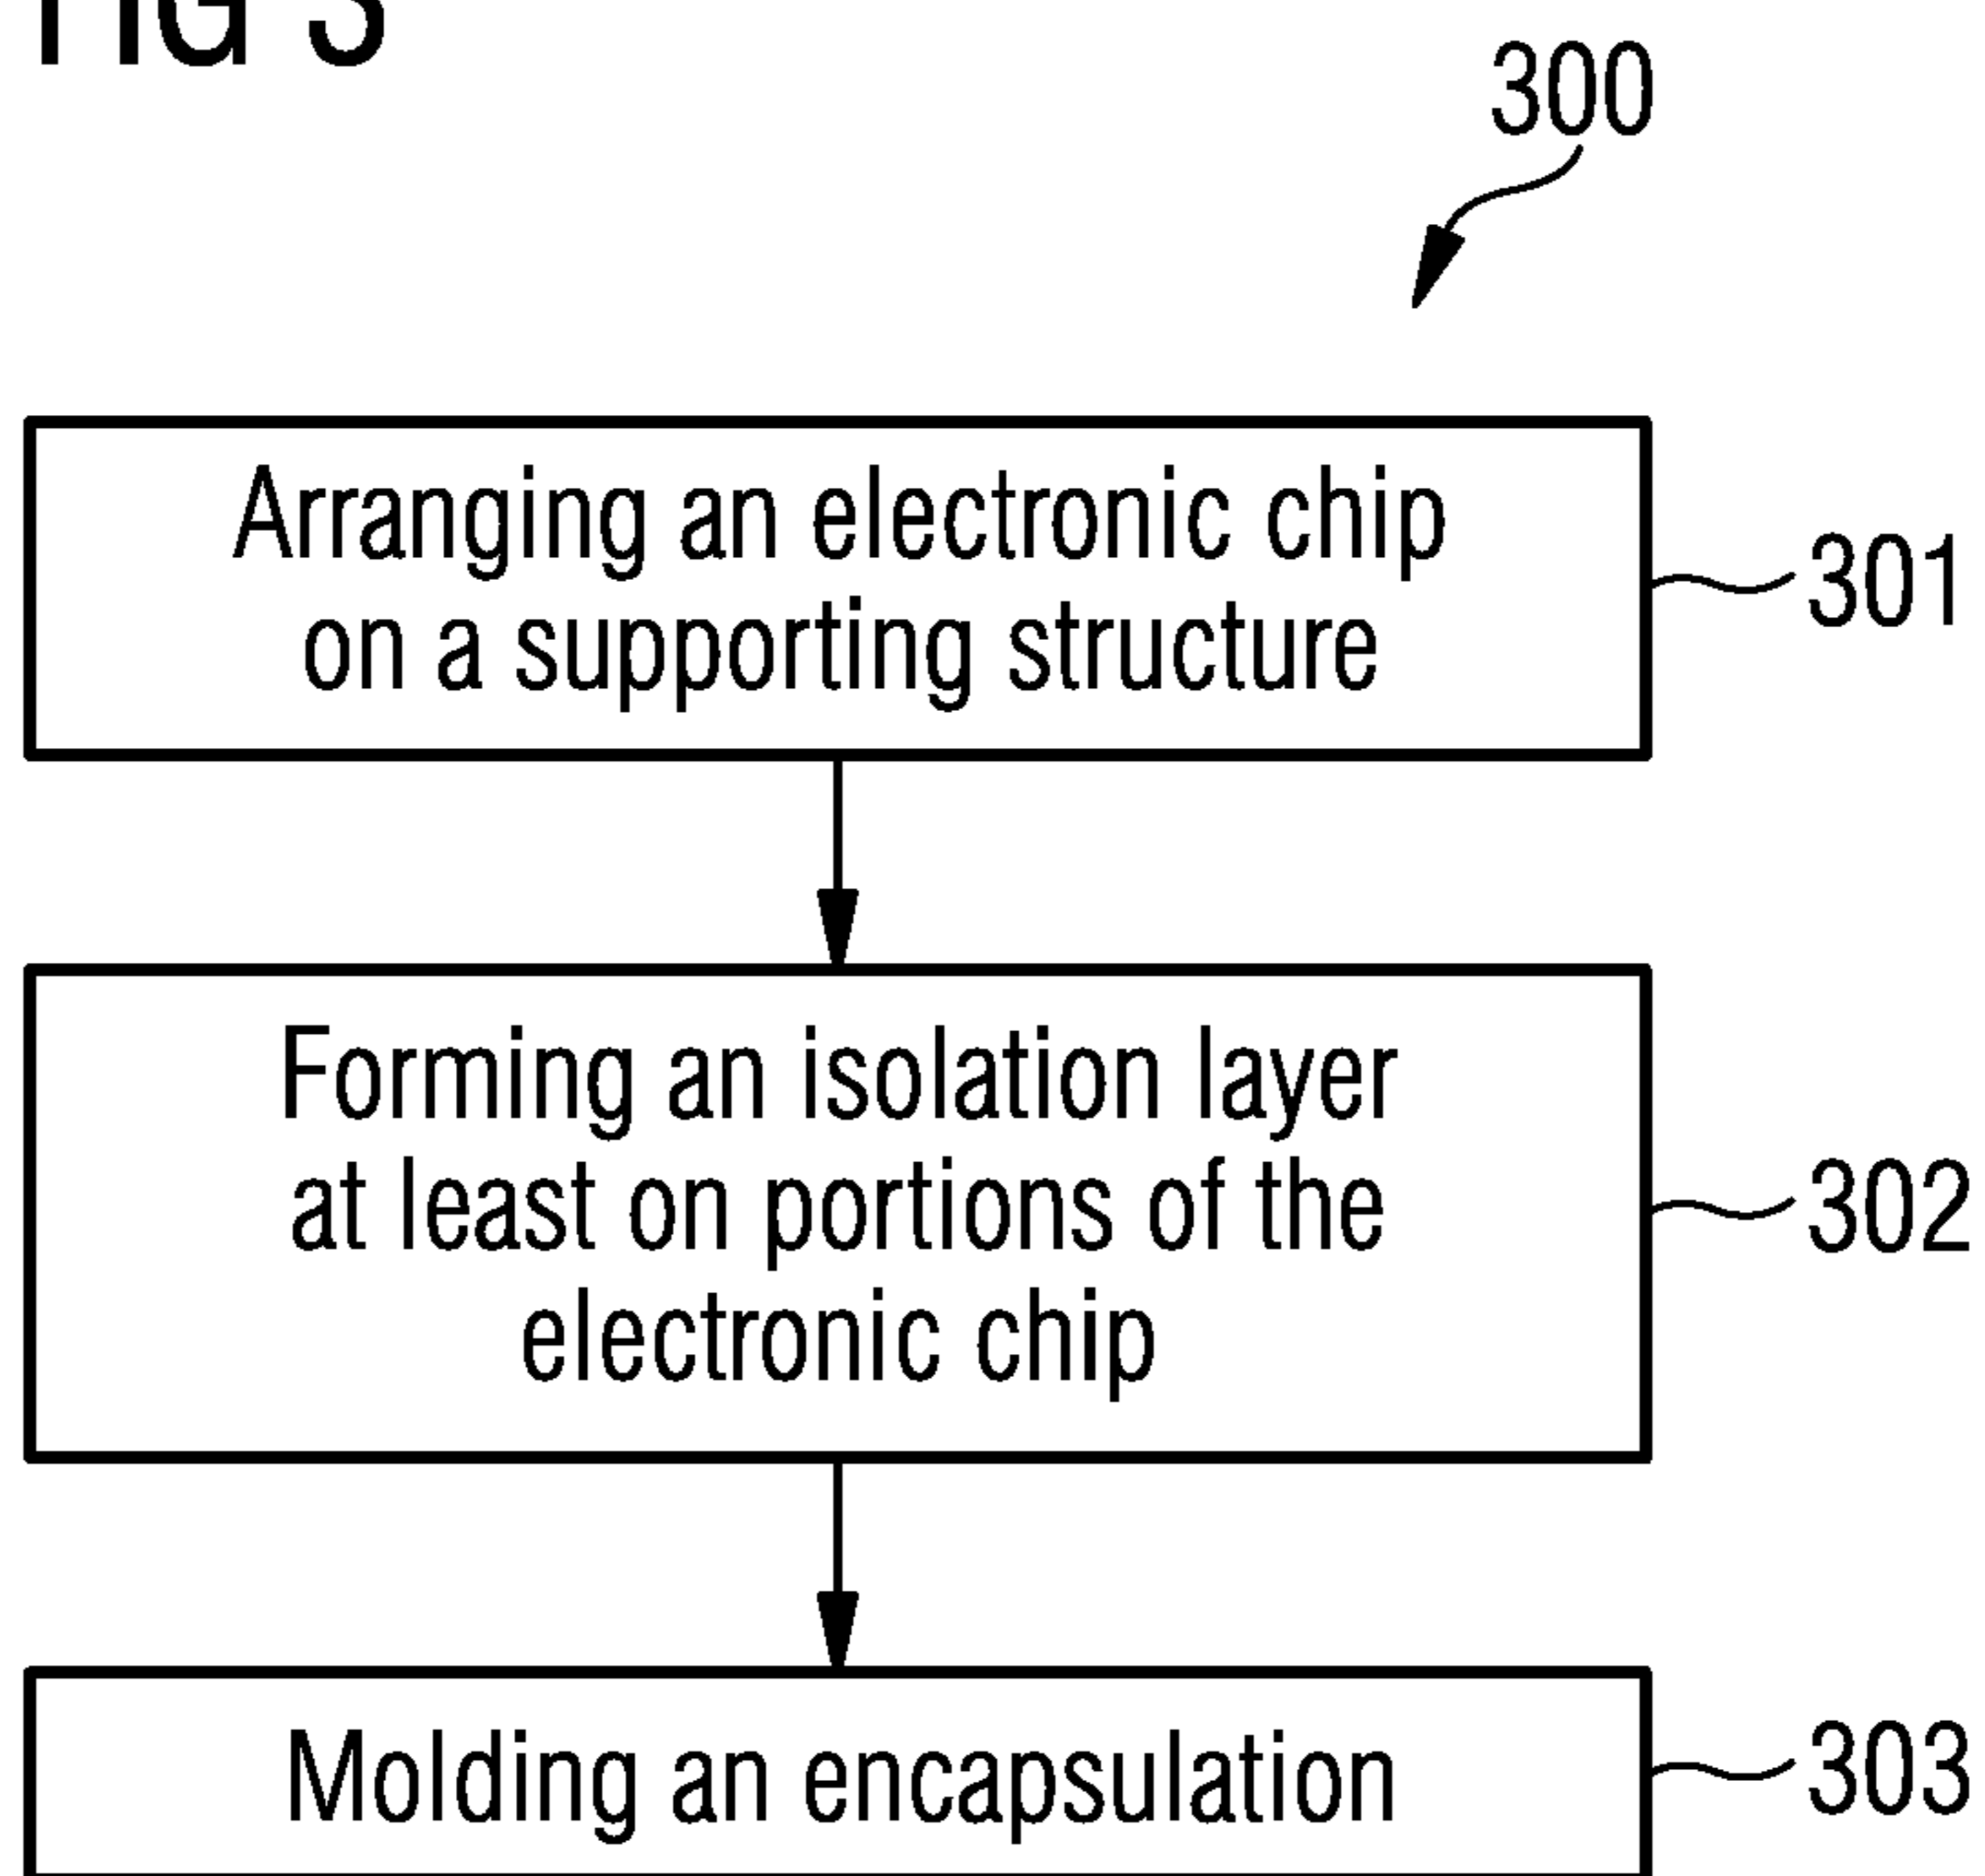 FIG 3
300
Arranging an electronic chip
on a supporting structure
301
Forming an isolation layer
at least on portions of the
electronic chip
302
Molding an encapsulation
303